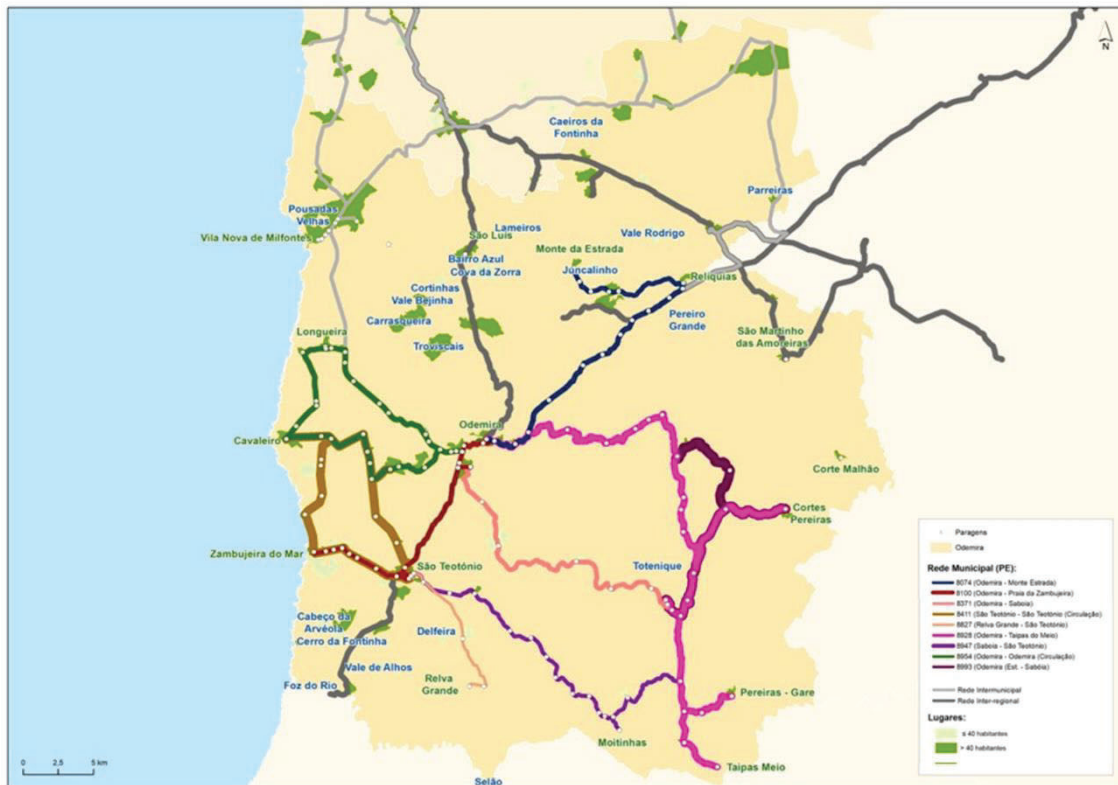 N
Caeiros da
Fontinha
Parreiras
Pousadas
Velhas
Vila Nova de Milfontes
São Luis
Lameiros
Vale Rodrigo
Monte da Estrada
Bairro Azul
Cova da Zorra
Juncalinho
Relíquias
Cortinhas
Vale Bejinha
Carrasqueira
Pereiro
Grande
São Martinho
das Amoreiras
Longueira
Troviscais
Odemira
Cavaleiro
Corte Malhão
Cortes
Pereiras
Zambujeira do Mar
São Teotónio
Totenique
Cabeço da
Arvéola
Cerro da Fontinha
Delfeira
Vale de Alhos
Foz do Rio
Relva
Grande
Pereiras - Gare
Moitinhas
Taipas Meio
Selão
0 2,5 5 km
Paragens
Odemira
Rede Municipal (PE):
8074 (Odemira - Monte Estrada)
8100 (Odemira - Praia da Zambujeira)
8371 (Odemira - Saboia)
8411 (São Teotónio - São Teotónio (Circulação)
8827 (Relva Grande - São Teotónio)
8928 (Odemira - Taipas do Meio)
8947 (Saboia - São Teotónio)
8954 (Odemira - Odemira (Circulação)
8993 (Odemira (Est. - Sabóia)
Rede Intermunicipal
Rede Inter-regional
Lugares:
≤ 40 habitantes
> 40 habitantes